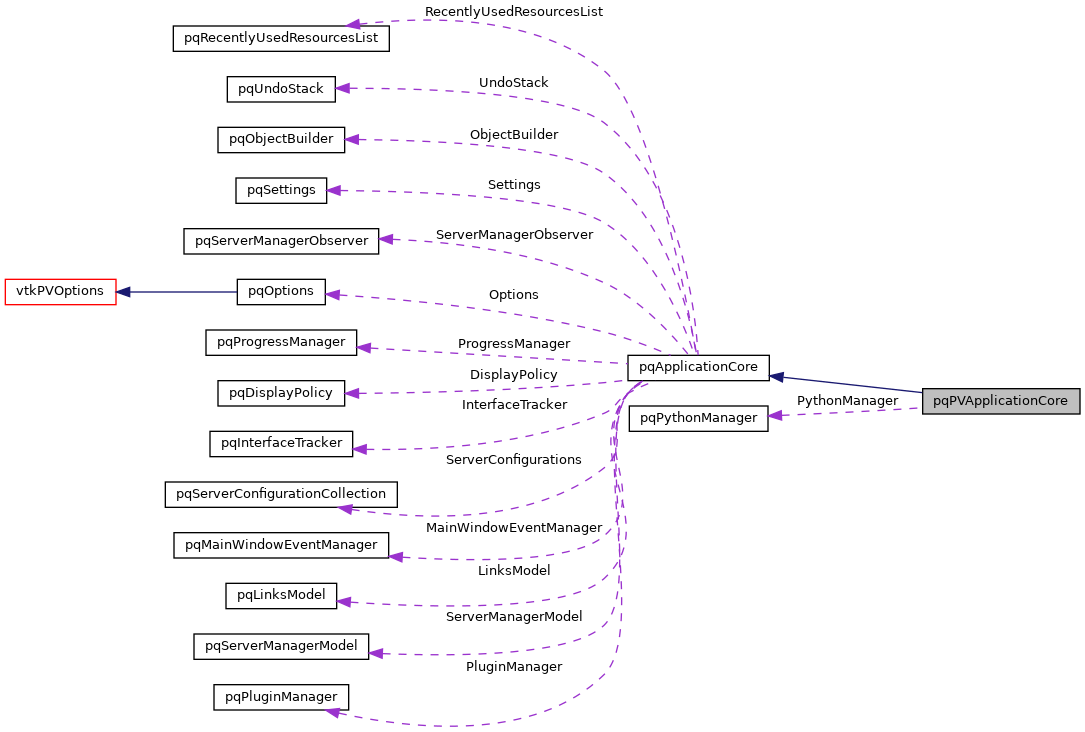 RecentlyUsedResourcesList
pqRecentlyUsedResourcesList
UndoStack
pqUndoStack
ObjectBuilder
pqObjectBuilder
Settings
pqSettings
ServerManagerObserver
pqServerManagerObserver
vtkPVOptions
pqOptions
Options
ProgressManager
pqProgressManager
pqApplicationCore
DisplayPolicy
pqDisplayPolicy
PythonManager
pqPVApplicationCore
InterfaceTracker
pqPythonManager
pqInterfaceTracker
ServerConfigurations
pqServerConfigurationCollection
MainWindowEventManager
pqMainWindowEventManager
LinksModel
pqLinksModel
ServerManagerModel
pqServerManagerModel
PluginManager
pqPluginManager